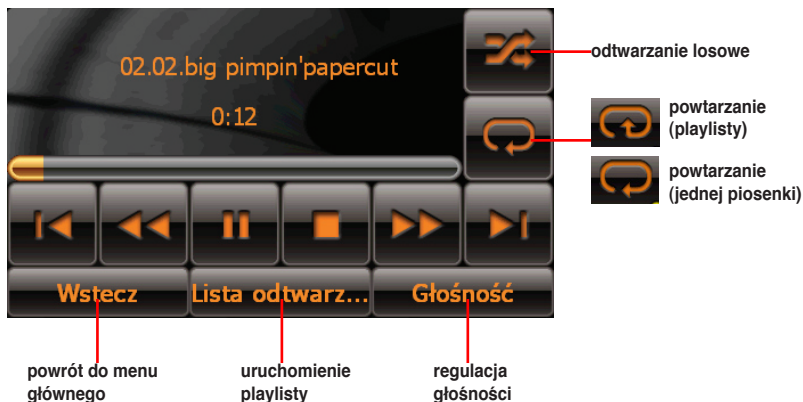 02.02.big pimpin'papercut
0:12
odtwarzanie losowe
powtarzanie
(playlisty)
powtarzanie
(jednej piosenki)
Wstecz
Lista odtwarz...
Głośność
powrót do menu
głównego
uruchomienie
playlisty
regulacja
głośności